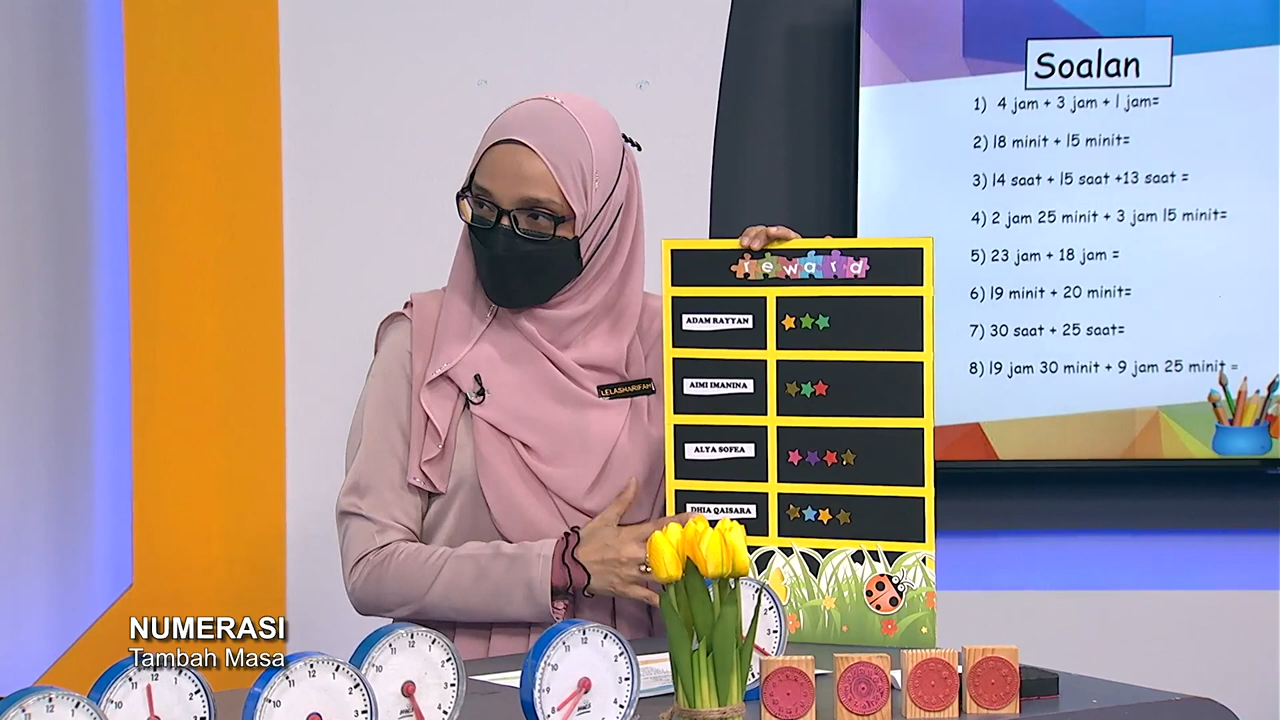 Soalan
1) 4 jam + 3 jam + 1 jam=
2) 18 minit + 15 minit=
3) 14 saat + 15 saat +13 saat =
4) 2 jam 25 minit + 3 jam 15 minit=
5) 23 jam + 18 jam =
6) 19 minit + 20 minit=
7) 30 saat + 25 saat=
8) 19 jam 30 minit + 9 jam 25 minit =
reward
ADAM RAYYAN
AIMI IMANINA
ALYA SOFEA
DHIA QAISARA
LELASHARIFAH
NUMERASI
Tambah Masa